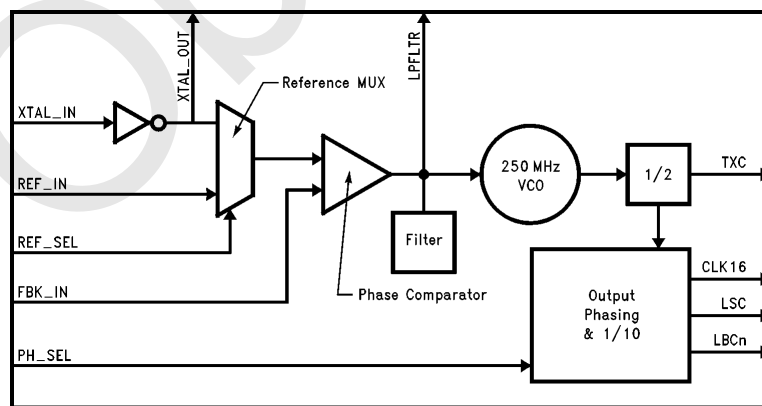 XTAL_OUT
LPFLTR
Reference MUX
XTAL_IN
250 MHz
VCO
1/2
TXC
REF_IN
REF_SEL
Filter
CLK16
FBK_IN
Phase Comparator
Output
Phasing
& 1/10
LSC
LBCn
PH_SEL